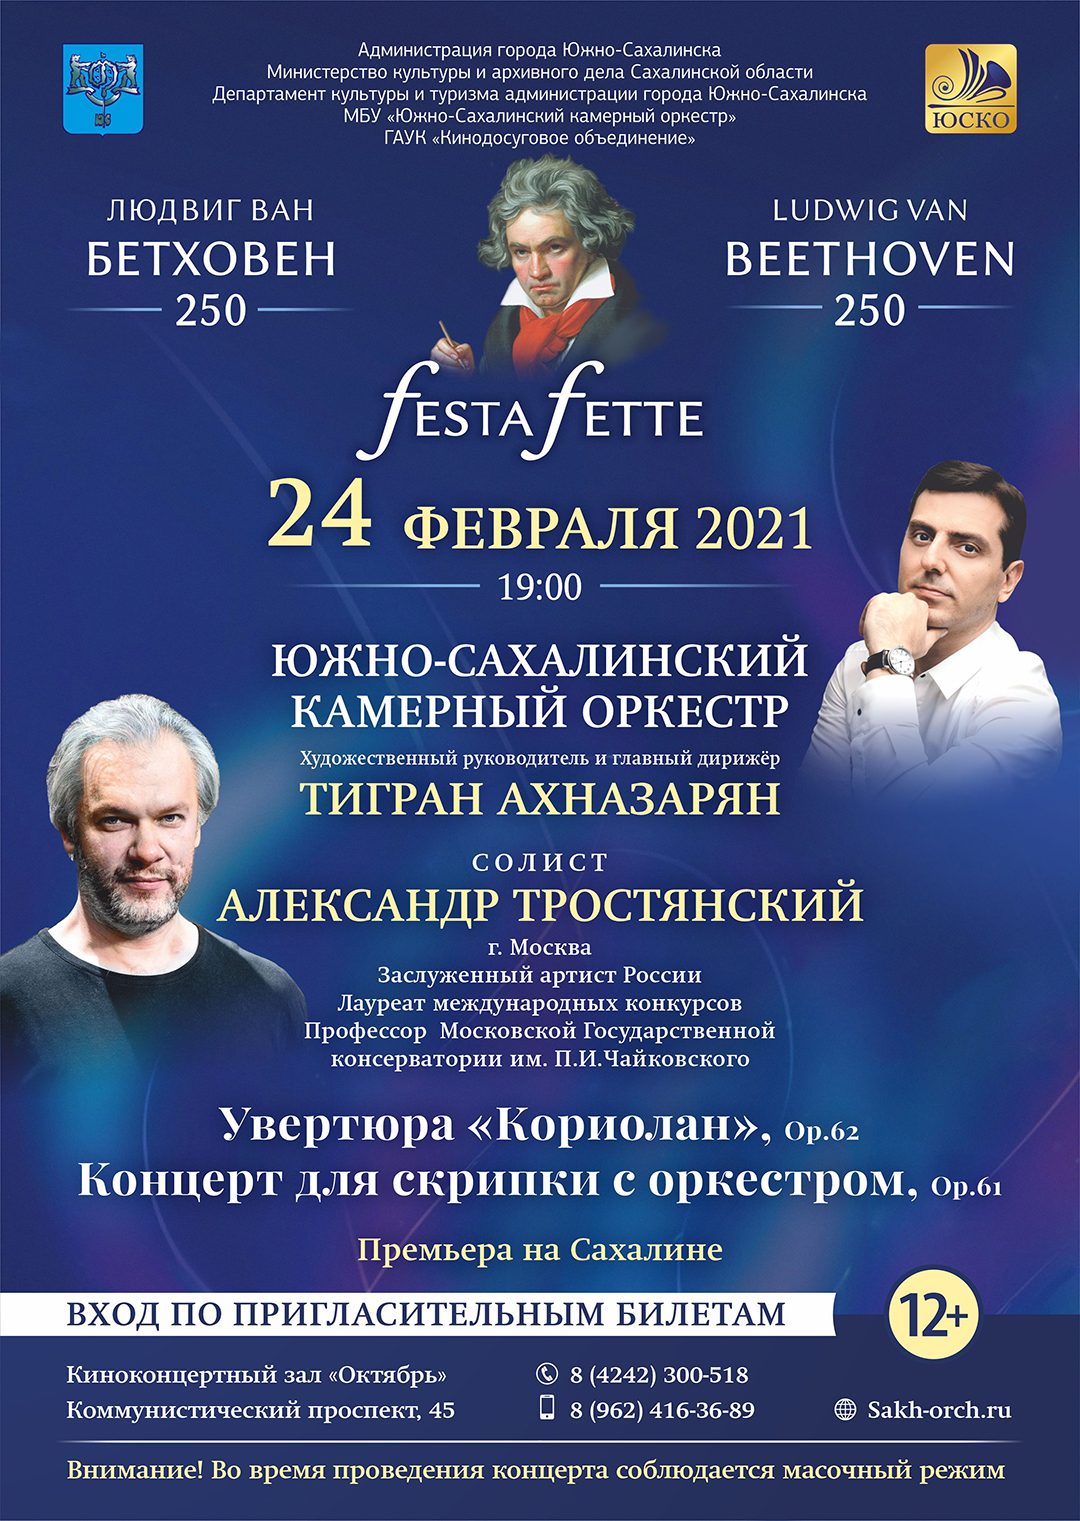 Администрация города Южно-Сахалинска
Министерство культуры и архивного дела Сахалинской области
Департамент культуры и туризма администрации города Южно-Сахалинска
МБУ «Южно-Сахалинский камерный оркестр»
ГАУК «Кинодосуговое объединение»
ЮСКО
ЛЮДВИГ ВАН
БЕТХОВЕН
250
LUDWIG VAN
BEETHOVEN
250
FESTA FETTE
24 ФЕВРАЛЯ 2021
19:00
ЮЖНО-САХАЛИНСКИЙ
КАМЕРНЫЙ ОРКЕСТР
Художественный руководитель и главный дирижёр
ТИГРАН АХНАЗАРЯН
СОЛИСТ
АЛЕКСАНДР ТРОСТЯНСКИЙ
г. Москва
Заслуженный артист России
Лауреат международных конкурсов
Профессор Московской Государственной
консерватории им. П.И.Чайковского
Увертюра «Кориолан», Op.62
Концерт для скрипки с оркестром, Op.61
Премьера на Сахалине
ВХОД ПО ПРИГЛАСИТЕЛЬНЫМ БИЛЕТАМ
12+
Киноконцертный зал «Октябрь»
Коммунистический проспект, 45
8 (4242) 300-518
8 (962) 416-36-89
Sakh-orch.ru
Внимание! Во время проведения концерта соблюдается масочный режим